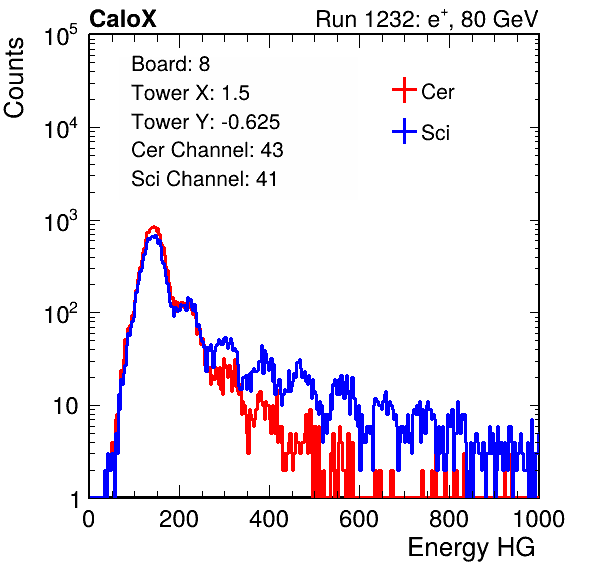 CaloX Run 1232: e⁺, 80 GeV
Counts
Board: 8
Tower X: 1.5
Tower Y: -0.625
Cer Channel: 43
Sci Channel: 41
Cer
Sci
10⁵
10⁴
10³
10²
10
1
0 200 400 600 800 1000
Energy HG